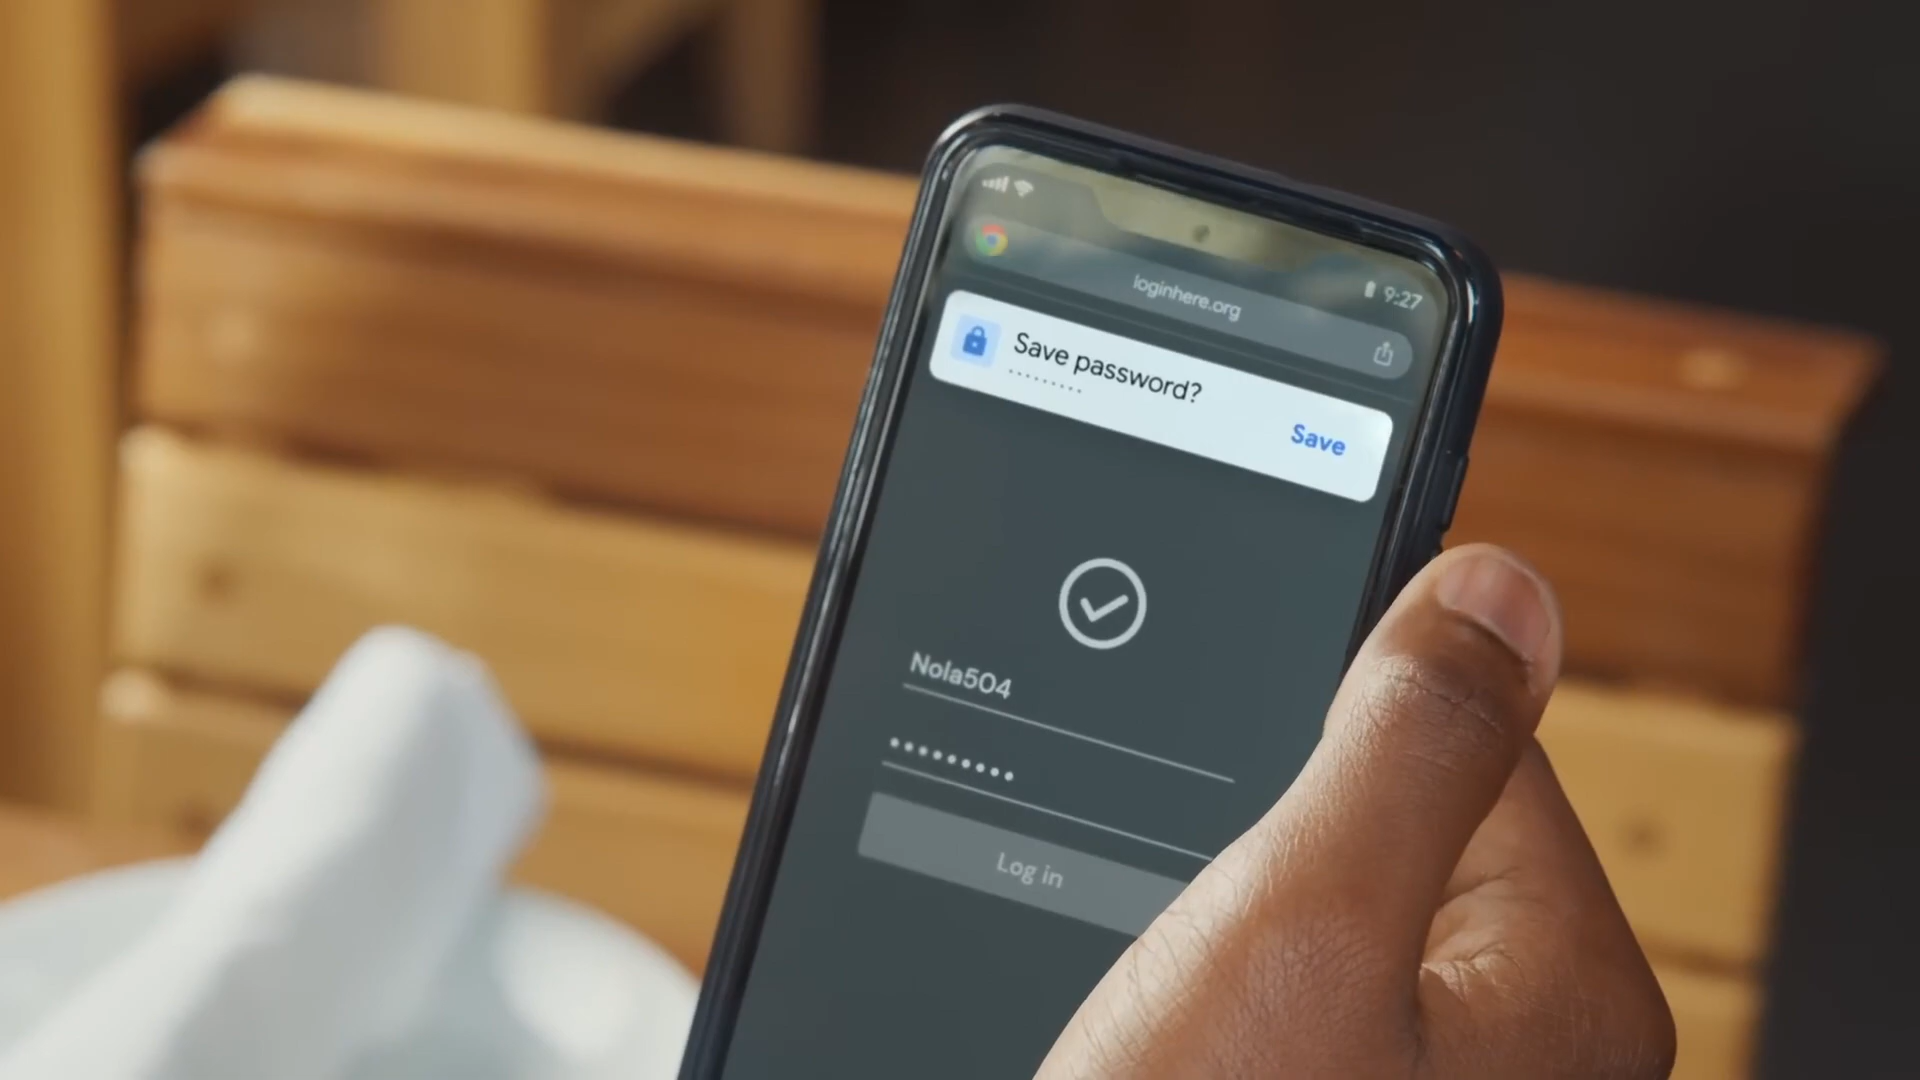 9:27
loginhere.org
Save password?
•••••••••
Save
Nola504
•••••••••
Log in